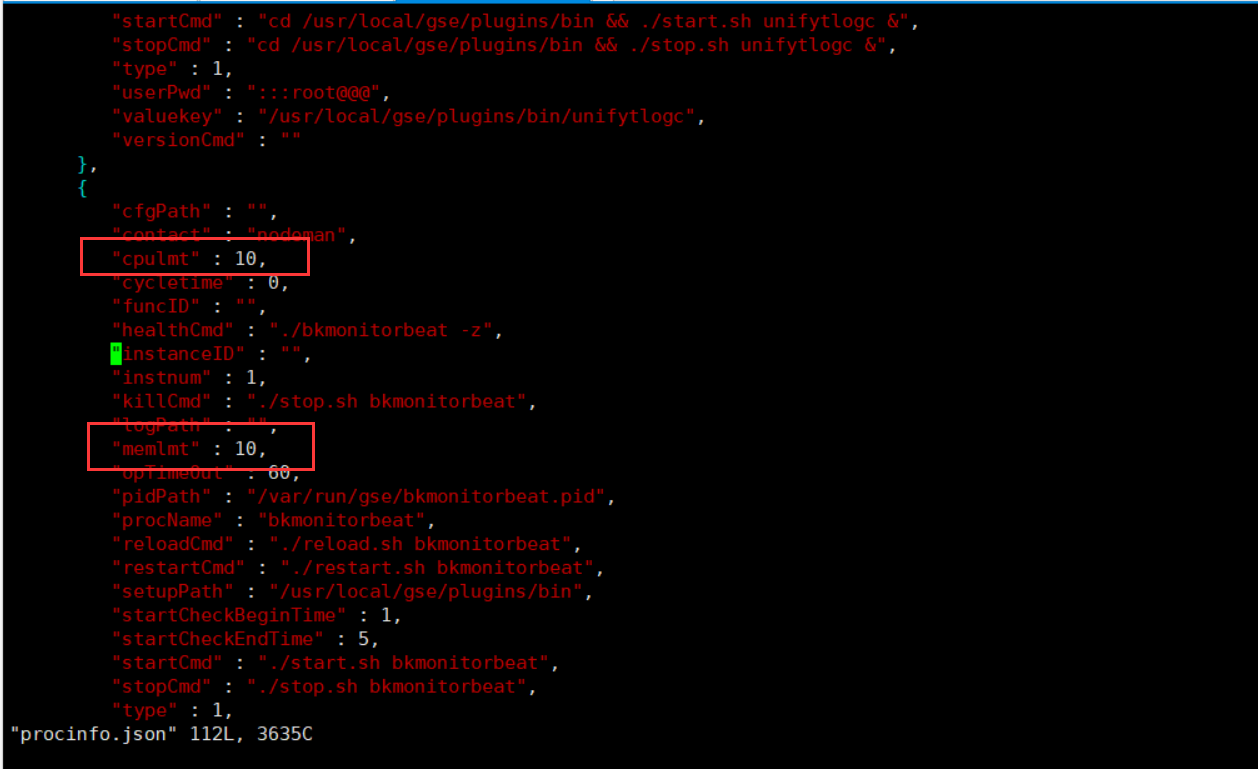 "startCmd" : "cd /usr/local/gse/plugins/bin && ./start.sh unifytlogc &",
"stopCmd" : "cd /usr/local/gse/plugins/bin && ./stop.sh unifytlogc &",
"type" : 1,
"userPwd" : ":::root@@@",
"valuekey" : "/usr/local/gse/plugins/bin/unifytlogc",
"versionCmd" : ""
},
{
"cfgPath" : "",
"contact" : "nodeman",
"cpulmt" : 10,
"cycletime" : 0,
"funcID" : "",
"healthCmd" : "./bkmonitorbeat -z",
"instanceID" : "",
"instnum" : 1,
"killCmd" : "./stop.sh bkmonitorbeat",
"logPath" : "",
"memlmt" : 10,
"opTimeOut" : 60,
"pidPath" : "/var/run/gse/bkmonitorbeat.pid",
"procName" : "bkmonitorbeat",
"reloadCmd" : "./reload.sh bkmonitorbeat",
"restartCmd" : "./restart.sh bkmonitorbeat",
"setupPath" : "/usr/local/gse/plugins/bin",
"startCheckBeginTime" : 1,
"startCheckEndTime" : 5,
"startCmd" : "./start.sh bkmonitorbeat",
"stopCmd" : "./stop.sh bkmonitorbeat",
"type" : 1,
"procinfo.json" 112L, 3635C